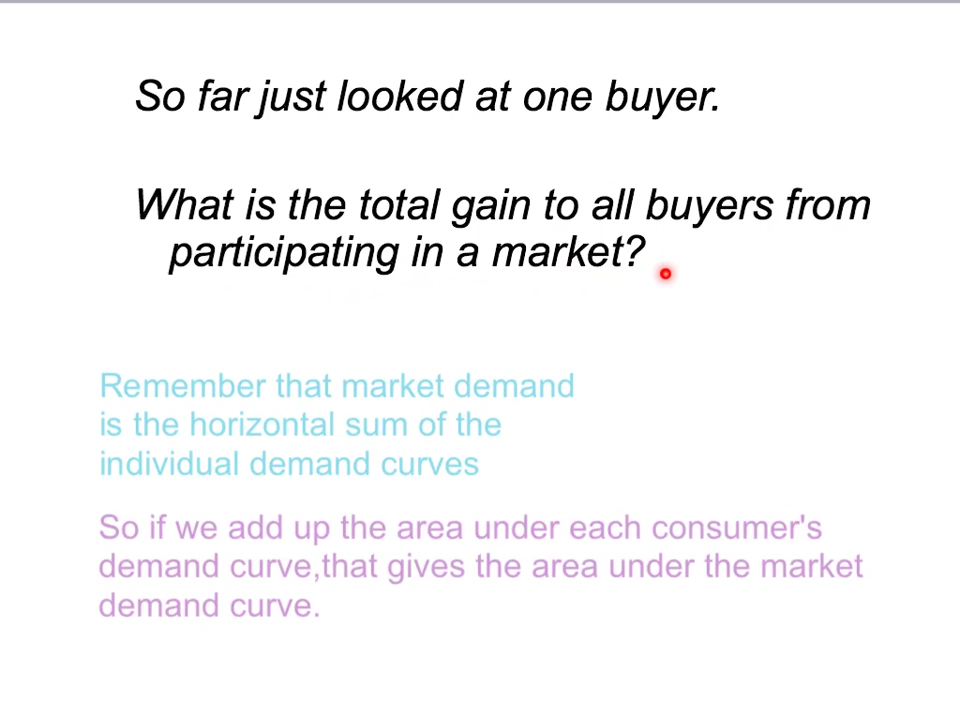 So far just looked at one buyer.
What is the total gain to all buyers from
participating in a market?
Remember that market demand
is the horizontal sum of the
individual demand curves
So if we add up the area under each consumer's
demand curve,that gives the area under the market
demand curve.